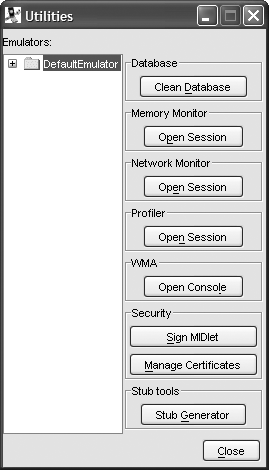 Utilities
Emulators:
DefaultEmulator
Database
Clean Database
Memory Monitor
Open Session
Network Monitor
Open Session
Profiler
Open Session
WMA
Open Console
Security
Sign MIDlet
Manage Certificates
Stub tools
Stub Generator
Close